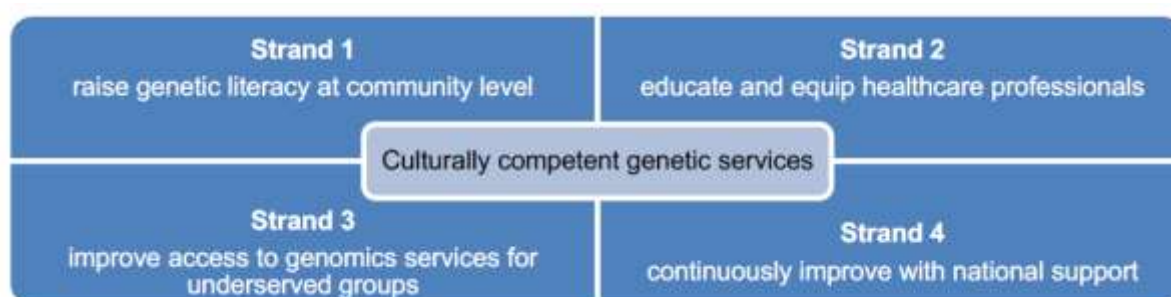 Strand 1
raise genetic literacy at community level
Strand 2
educate and equip healthcare professionals
Culturally competent genetic services
Strand 3
improve access to genomics services for
underserved groups
Strand 4
continuously improve with national support